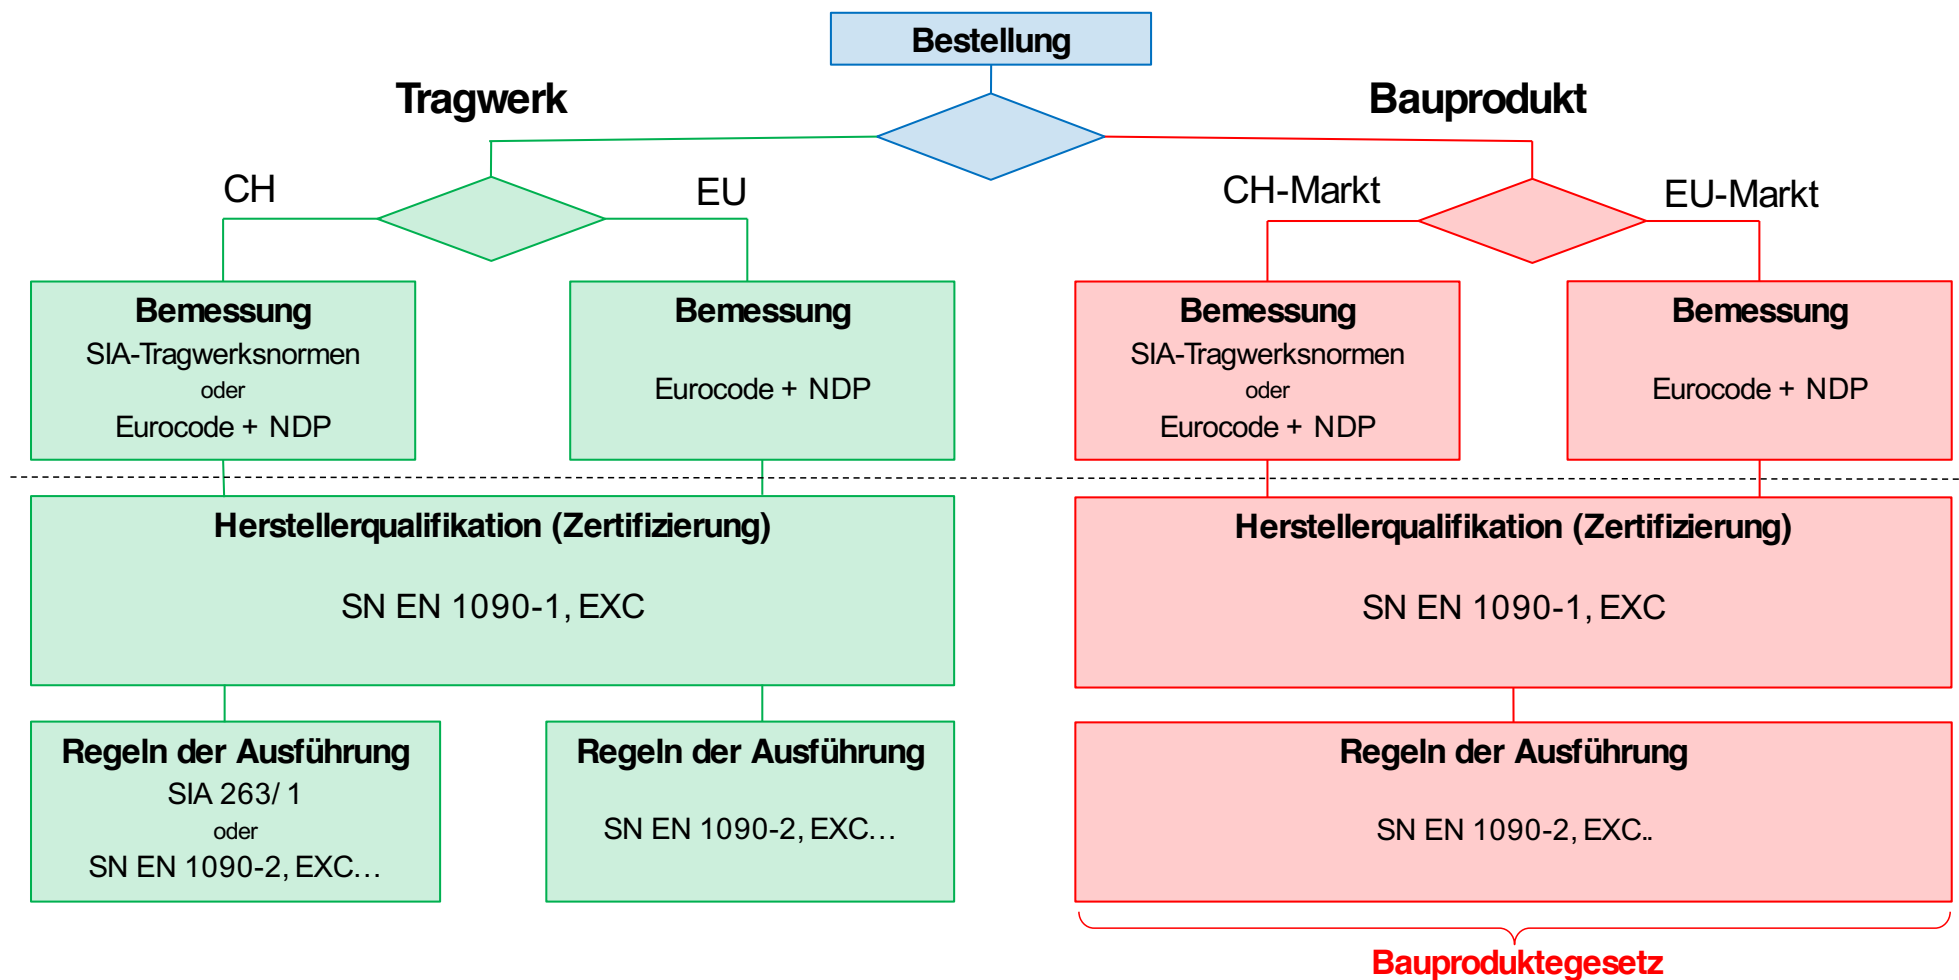 Bestellung
Tragwerk
Bauprodukt
CH
EU
CH-Markt
EU-Markt
Bemessung
SIA-Tragwerksnormen
oder
Eurocode + NDP
Bemessung
Eurocode + NDP
Bemessung
SIA-Tragwerksnormen
oder
Eurocode + NDP
Bemessung
Eurocode + NDP
Herstellerqualifikation (Zertifizierung)
SN EN 1090-1, EXC
Herstellerqualifikation (Zertifizierung)
SN EN 1090-1, EXC
Regeln der Ausführung
SIA 263/ 1
oder
SN EN 1090-2, EXC…
Regeln der Ausführung
SN EN 1090-2, EXC…
Regeln der Ausführung
SN EN 1090-2, EXC..
Bauproduktegesetz